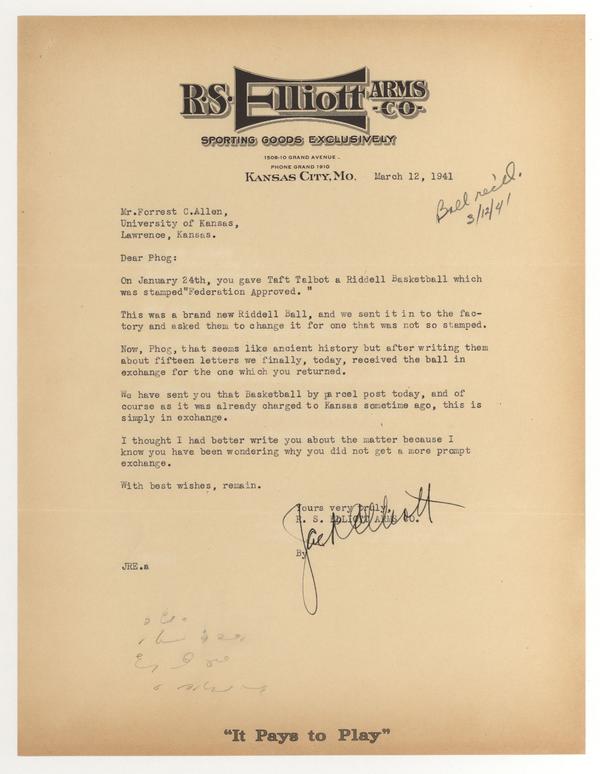 R·S· Elliott ARMS
-CO-
SPORTING GOODS EXCLUSIVELY
1508-10 GRAND AVENUE
PHONE GRAND 1910
KANSAS CITY, MO. March 12, 1941
Ball rec'd.
3/12/41
Mr.Forrest C.Allen,
University of Kansas,
Lawrence, Kansas.
Dear Phog:
On January 24th, you gave Taft Talbot a Riddell Basketball which
was stamped"Federation Approved. "
This was a brand new Riddell Ball, and we sent it in to the fac-
tory and asked them to change it for one that was not so stamped.
Now, Phog, that seems like ancient history but after writing them
about fifteen letters we finally, today, received the ball in
exchange for the one which you returned.
We have sent you that Basketball by parcel post today, and of
course as it was already charged to Kansas sometime ago, this is
simply in exchange.
I thought I had better write you about the matter because I
know you have been wondering why you did not get a more prompt
exchange.
With best wishes, remain.
Yours very truly
R. S. ELLIOTT ARMS CO.
Jack Elliott
By
JRE.a
"It Pays to Play"